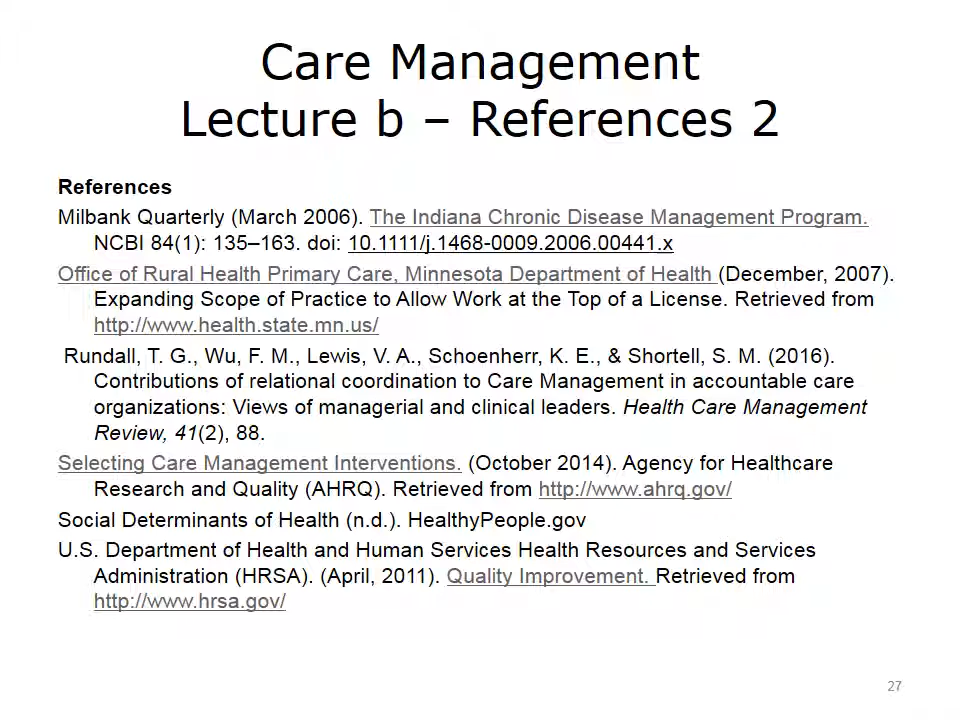 Care Management
Lecture b – References 2
References
Milbank Quarterly (March 2006). The Indiana Chronic Disease Management Program.
NCBI 84(1): 135–163. doi: 10.1111/j.1468-0009.2006.00441.x
Office of Rural Health Primary Care, Minnesota Department of Health (December, 2007).
Expanding Scope of Practice to Allow Work at the Top of a License. Retrieved from
http://www.health.state.mn.us/
Rundall, T. G., Wu, F. M., Lewis, V. A., Schoenherr, K. E., & Shortell, S. M. (2016).
Contributions of relational coordination to Care Management in accountable care
organizations: Views of managerial and clinical leaders. Health Care Management
Review, 41(2), 88.
Selecting Care Management Interventions. (October 2014). Agency for Healthcare
Research and Quality (AHRQ). Retrieved from http://www.ahrq.gov/
Social Determinants of Health (n.d.). HealthyPeople.gov
U.S. Department of Health and Human Services Health Resources and Services
Administration (HRSA). (April, 2011). Quality Improvement. Retrieved from
http://www.hrsa.gov/
27